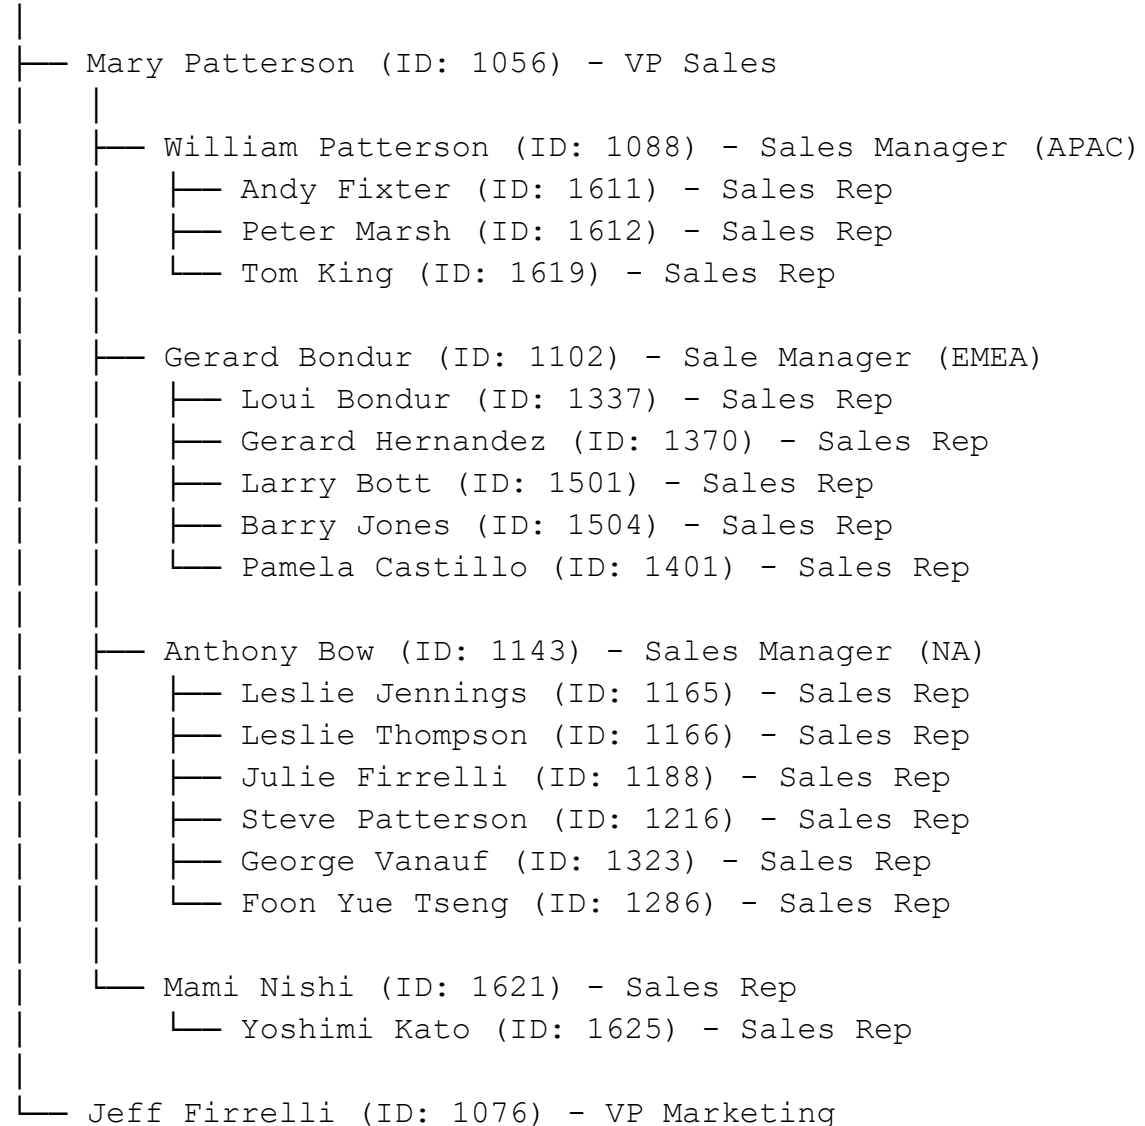 Mary Patterson (ID: 1056) - VP Sales
William Patterson (ID: 1088) - Sales Manager (APAC)
Andy Fixter (ID: 1611) - Sales Rep
Peter Marsh (ID: 1612) - Sales Rep
Tom King (ID: 1619) - Sales Rep
Gerard Bondur (ID: 1102) - Sale Manager (EMEA)
Loui Bondur (ID: 1337) - Sales Rep
Gerard Hernandez (ID: 1370) - Sales Rep
Larry Bott (ID: 1501) - Sales Rep
Barry Jones (ID: 1504) - Sales Rep
Pamela Castillo (ID: 1401) - Sales Rep
Anthony Bow (ID: 1143) - Sales Manager (NA)
Leslie Jennings (ID: 1165) - Sales Rep
Leslie Thompson (ID: 1166) - Sales Rep
Julie Firrelli (ID: 1188) - Sales Rep
Steve Patterson (ID: 1216) - Sales Rep
George Vanauf (ID: 1323) - Sales Rep
Foon Yue Tseng (ID: 1286) - Sales Rep
Mami Nishi (ID: 1621) - Sales Rep
Yoshimi Kato (ID: 1625) - Sales Rep
Jeff Firrelli (ID: 1076) - VP Marketing